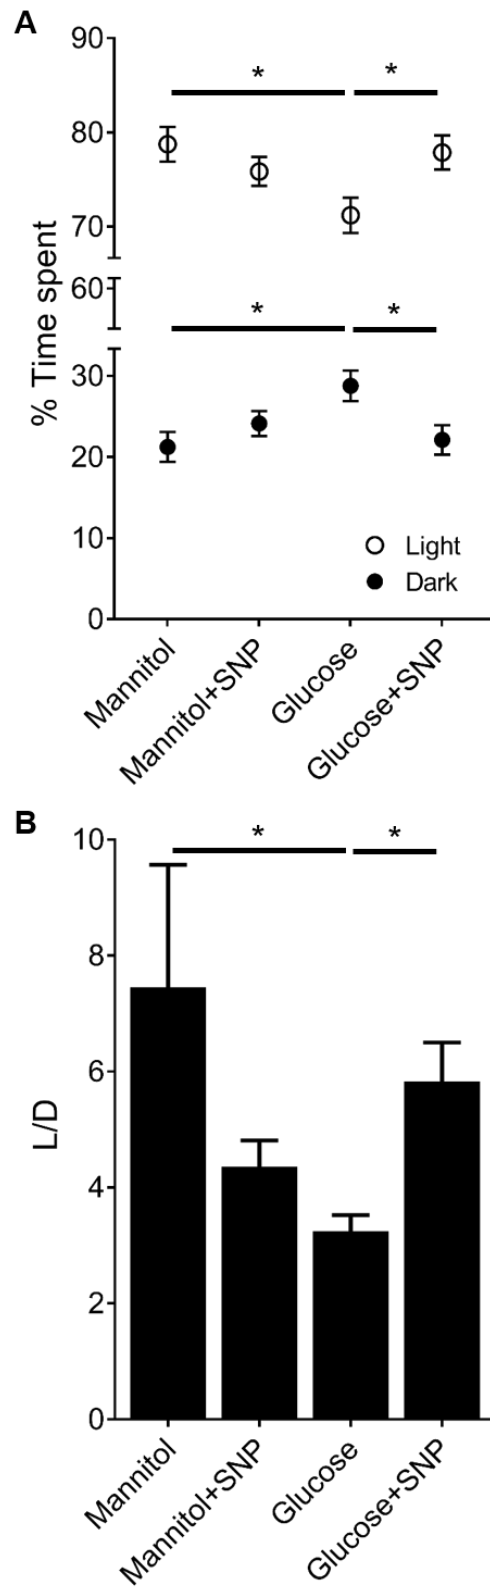 A
90
* *
80
70
60
* *
30
20
10
0
% Time spent
Light
Dark
Mannitol
Mannitol+SNP
Glucose
Glucose+SNP
B
10
* *
8
6
4
2
0
L/D
Mannitol
Mannitol+SNP
Glucose
Glucose+SNP